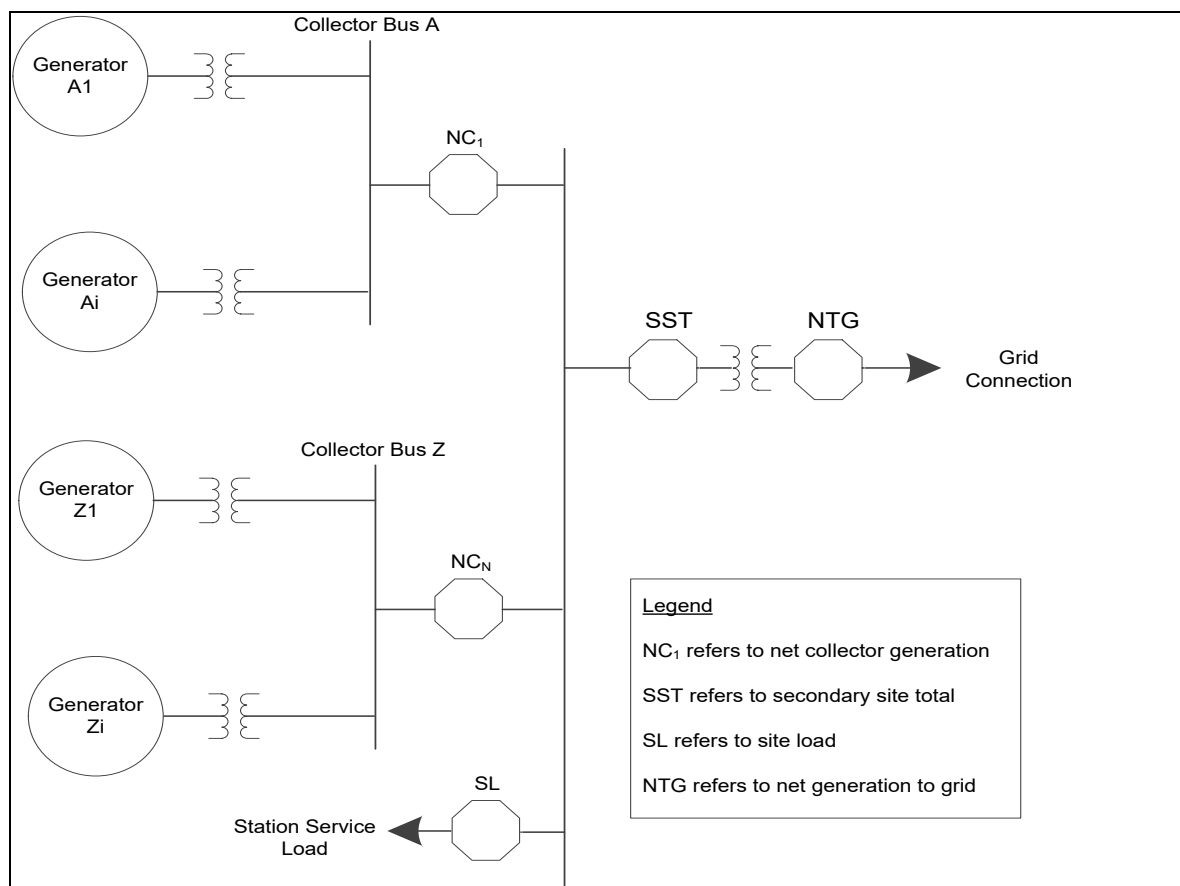 Collector Bus A
Generator
A1
NC₁
Generator
Ai
SST
NTG
Grid
Connection
Collector Bus Z
Generator
Z1
NCN
Generator
Zi
SL
Station Service
Load
Legend
NC₁ refers to net collector generation
SST refers to secondary site total
SL refers to site load
NTG refers to net generation to grid